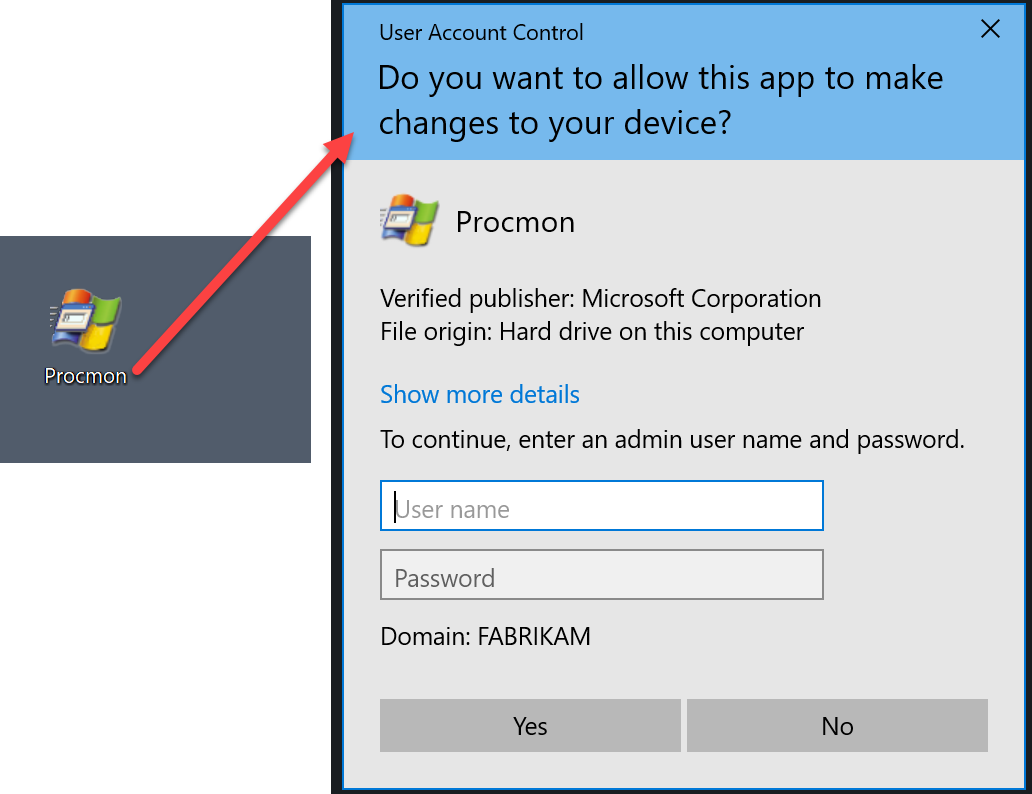 Procmon
User Account Control
Do you want to allow this app to make
changes to your device?
Procmon
Verified publisher: Microsoft Corporation
File origin: Hard drive on this computer
Show more details
To continue, enter an admin user name and password.
User name
Password
Domain: FABRIKAM
Yes
No